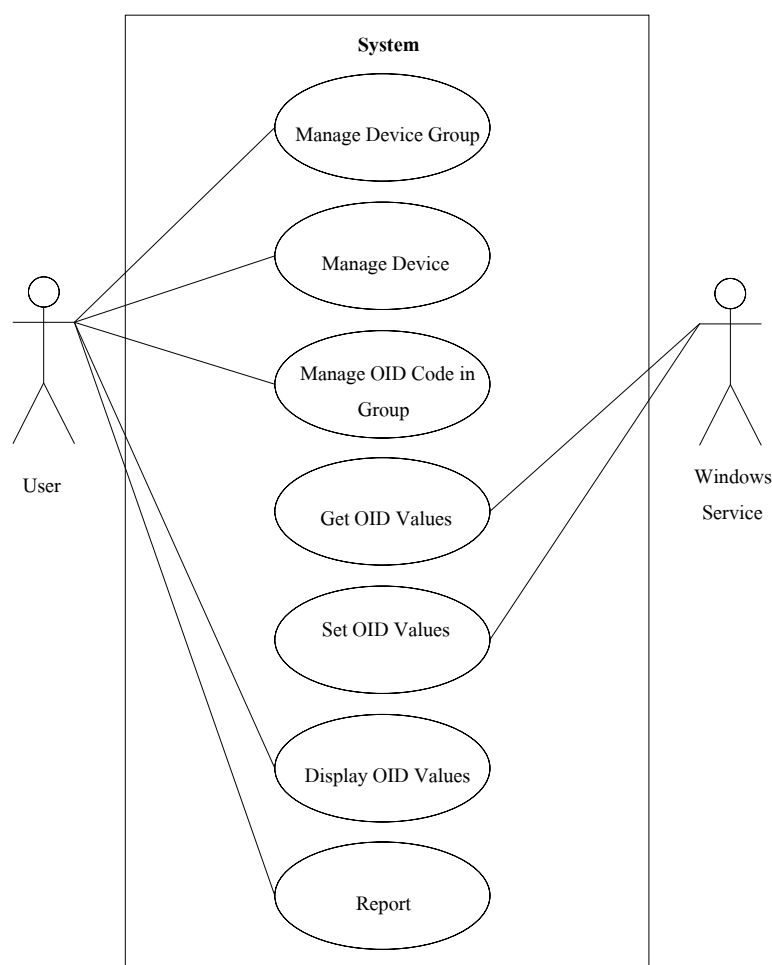 System
Manage Device Group
Manage Device
Manage OID Code in
Group
Get OID Values
Set OID Values
Display OID Values
Report
User
Windows
Service